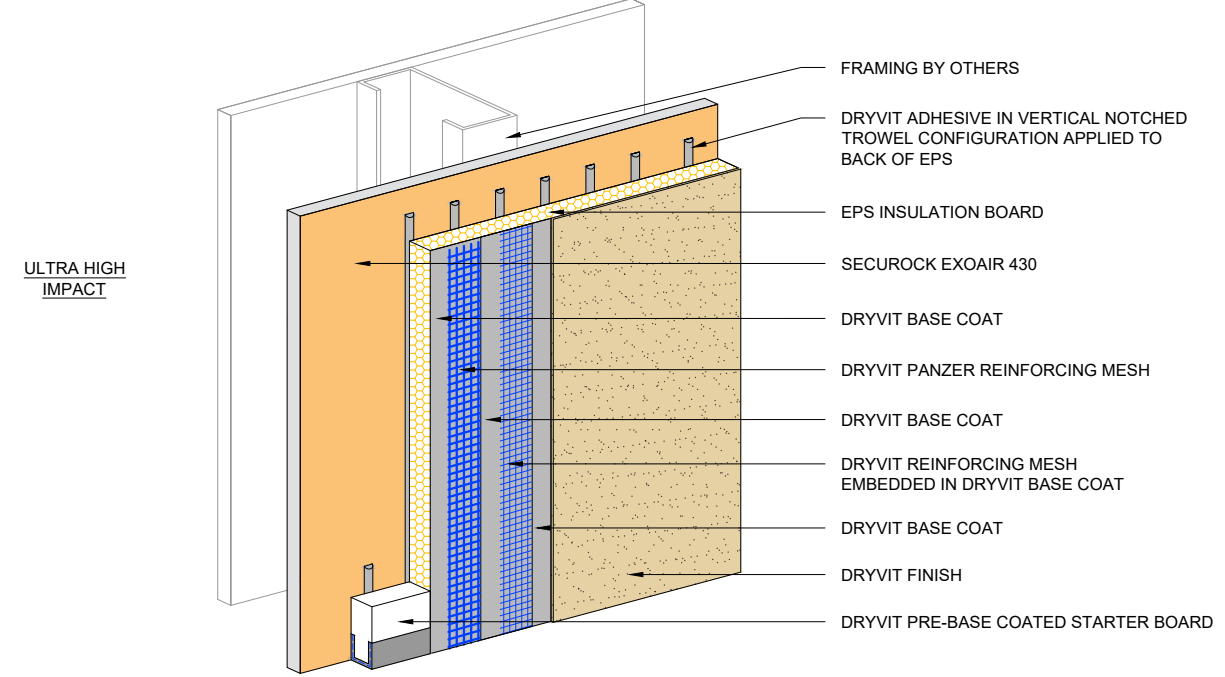 ULTRA HIGH
IMPACT
FRAMING BY OTHERS
DRYVIT ADHESIVE IN VERTICAL NOTCHED
TROWEL CONFIGURATION APPLIED TO
BACK OF EPS
EPS INSULATION BOARD
SECUROCK EXOAIR 430
DRYVIT BASE COAT
DRYVIT PANZER REINFORCING MESH
DRYVIT BASE COAT
DRYVIT REINFORCING MESH
EMBEDDED IN DRYVIT BASE COAT
DRYVIT BASE COAT
DRYVIT FINISH
DRYVIT PRE-BASE COATED STARTER BOARD